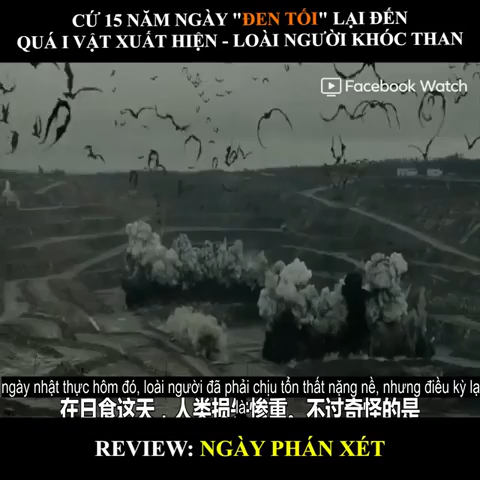 CỨ 15 NĂM NGÀY "ĐEN TỐI" LẠI ĐẾN
QUÁ I VẬT XUẤT HIỆN - LOÀI NGƯỜI KHÓC THAN
Facebook Watch
ngày nhật thực hôm đó, loài người đã phải chịu tổn thất nặng nề, nhưng điều kỳ lạ
là
在日食这天，人类损失惨重。不过奇怪的是
REVIEW: NGÀY PHÁN XÉT